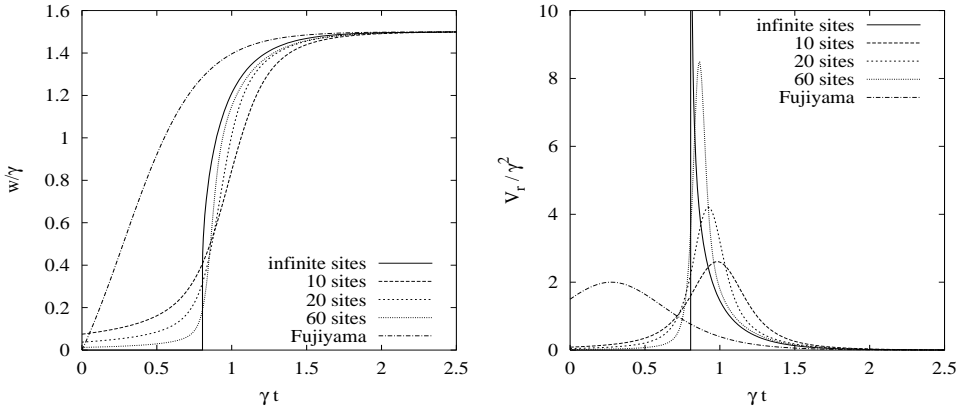 1.6
1.4
1.2
1
0.8
0.6
0.4
0.2
0
w/γ
infinite sites
10 sites
20 sites
60 sites
Fujiyama
0 0.5 1 1.5 2 2.5
γ t
10
8
6
4
2
0
V_r / γ^2
infinite sites
10 sites
20 sites
60 sites
Fujiyama
0 0.5 1 1.5 2 2.5
γ t